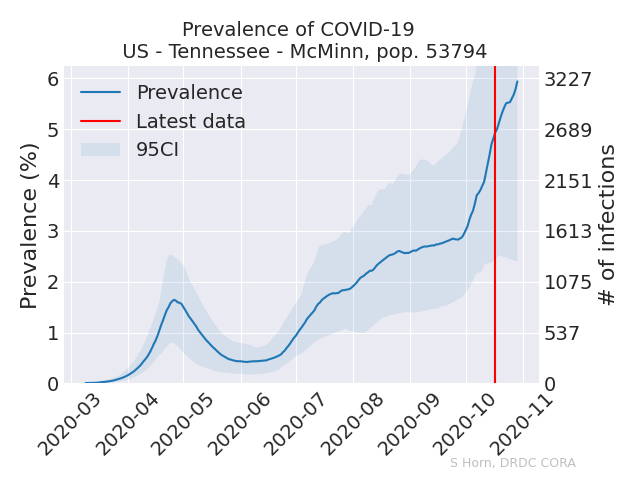 Prevalence of COVID-19
US - Tennessee - McMinn, pop. 53794
Prevalence
Latest data
95CI
Prevalence (%)
6
5
4
3
2
1
0
3227
2689
2151
1613
1075
537
0
# of infections
2020-03
2020-04
2020-05
2020-06
2020-07
2020-08
2020-09
2020-10
2020-11
S Horn, DRDC CORA